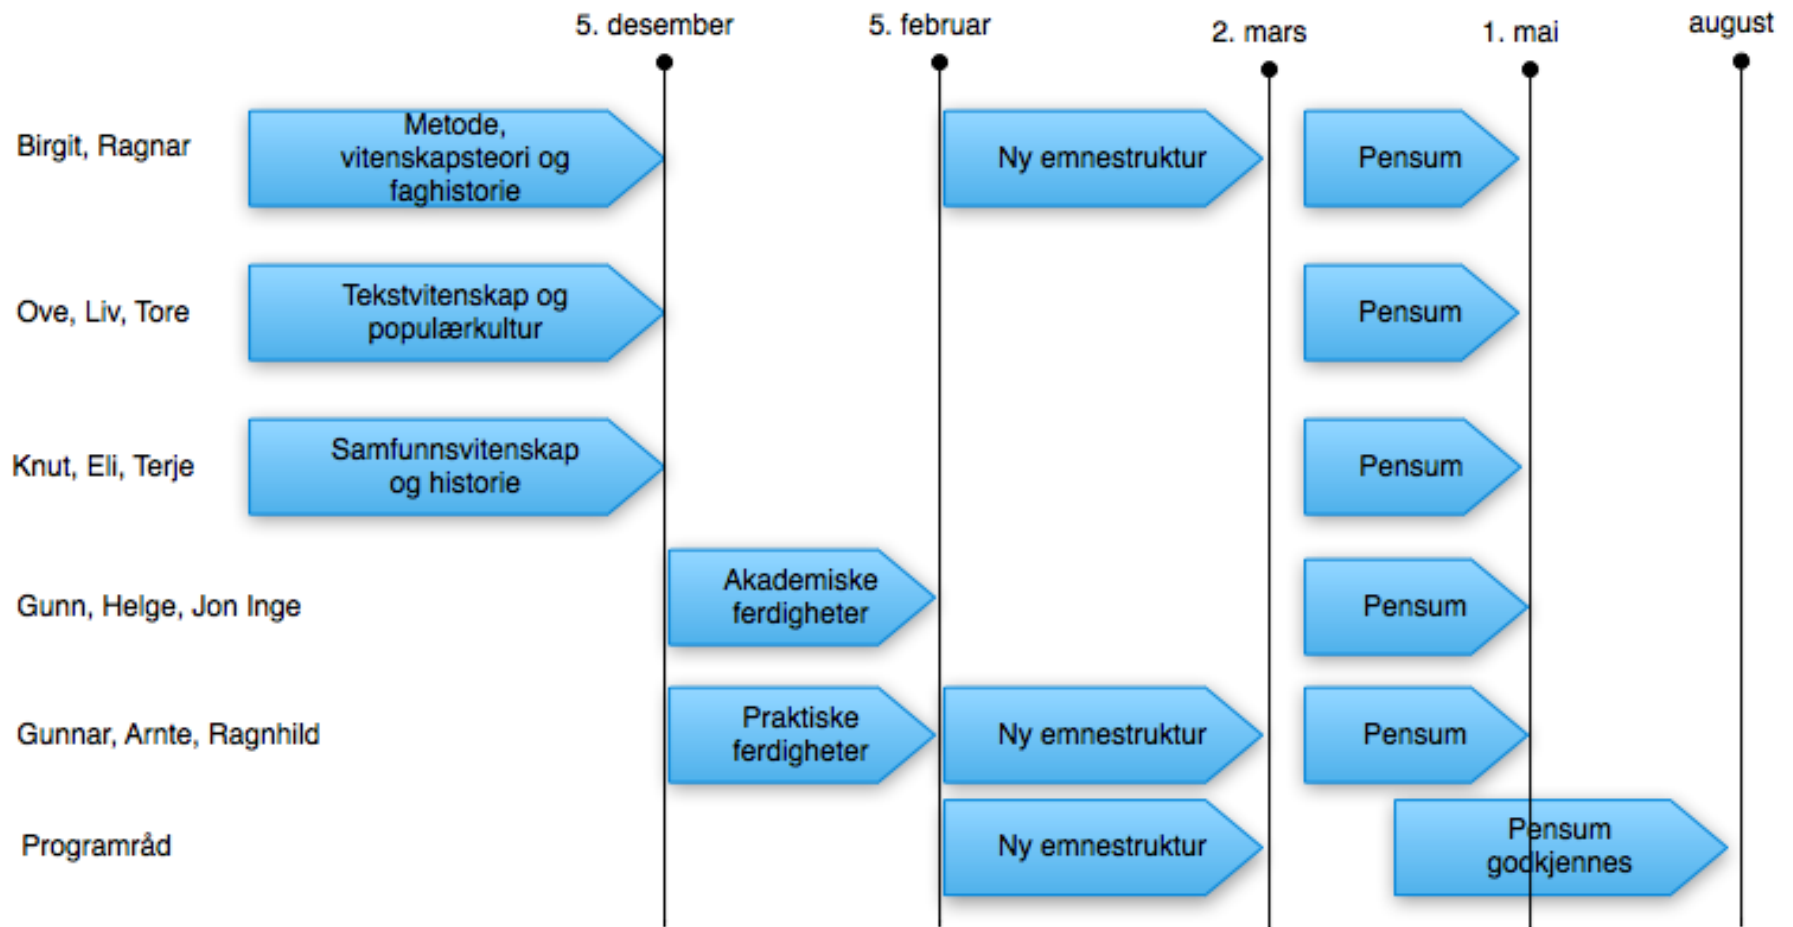 5. desember
5. februar
2. mars
1. mai
august
Birgit, Ragnar
Metode,
vitenskapsteori og
faghistorie
Ny emnestruktur
Pensum
Ove, Liv, Tore
Tekstvitenskap og
populærkultur
Pensum
Knut, Eli, Terje
Samfunnsvitenskap
og historie
Pensum
Gunn, Helge, Jon Inge
Akademiske
ferdigheter
Pensum
Gunnar, Arnte, Ragnhild
Praktiske
ferdigheter
Ny emnestruktur
Pensum
Programråd
Ny emnestruktur
Pensum
godkjennes